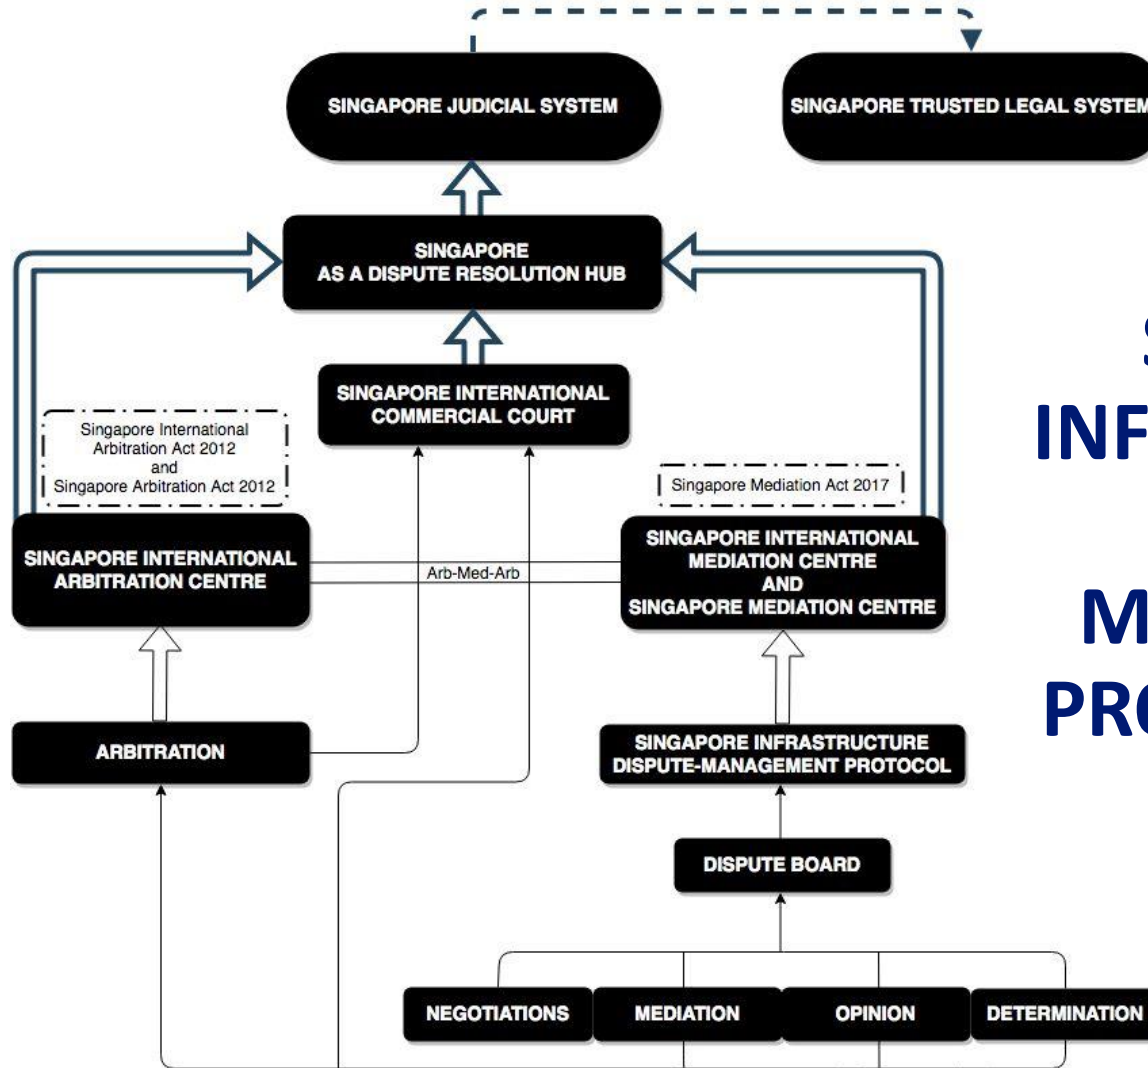 SINGAPORE JUDICIAL SYSTEM
SINGAPORE TRUSTED LEGAL SYSTEM
SINGAPORE
AS A DISPUTE RESOLUTION HUB
SINGAPORE INTERNATIONAL
COMMERCIAL COURT
Singapore International
Arbitration Act 2012
and
Singapore Arbitration Act 2012
Singapore Mediation Act 2017
SINGAPORE INTERNATIONAL
ARBITRATION CENTRE
Arb-Med-Arb
SINGAPORE INTERNATIONAL
MEDIATION CENTRE
AND
SINGAPORE MEDIATION CENTRE
ARBITRATION
SINGAPORE INFRASTRUCTURE
DISPUTE-MANAGEMENT PROTOCOL
DISPUTE BOARD
NEGOTIATIONS
MEDIATION
OPINION
DETERMINATION